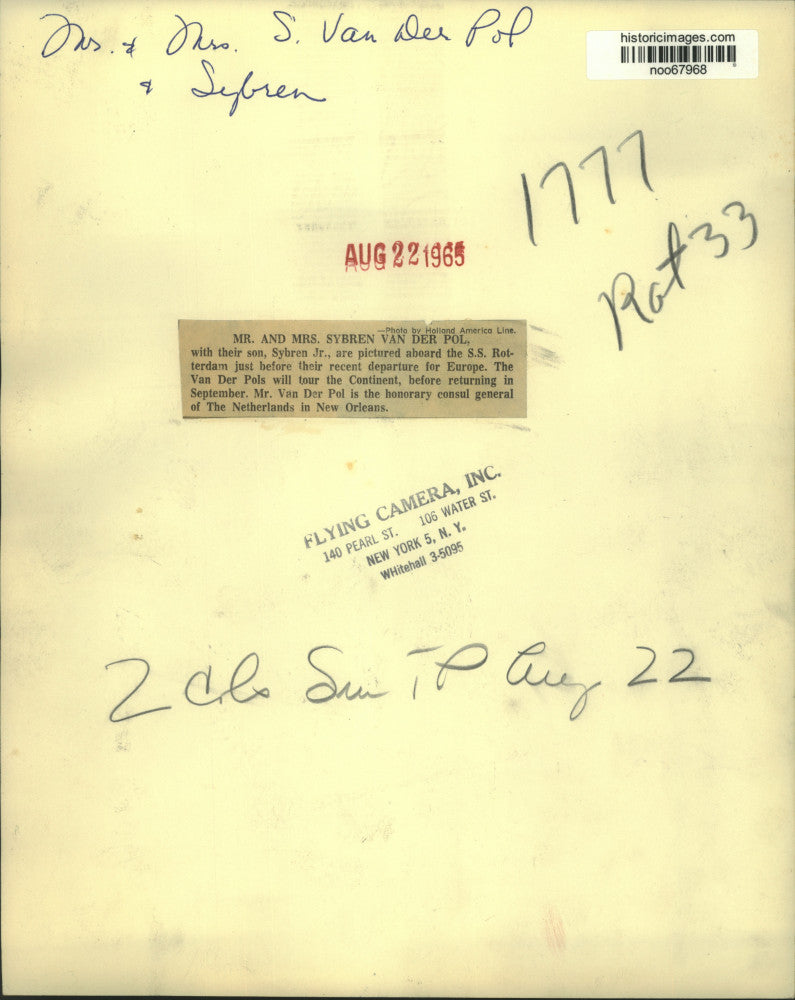 Mr. & Mrs. S. Van Der Pol
& Sybren
historicimages.com
noo67968
1777
Rot 33
AUG 22 1965
—Photo by Holland America Line.
MR. AND MRS. SYBREN VAN DER POL,
with their son, Sybren Jr., are pictured aboard the S.S. Rot-
terdam just before their recent departure for Europe. The
Van Der Pols will tour the Continent, before returning in
September. Mr. Van Der Pol is the honorary consul general
of The Netherlands in New Orleans.
FLYING CAMERA, INC.
140 PEARL ST. 106 WATER ST.
NEW YORK 5, N. Y.
WHitehall 3-5095
2 cols Sun TP Aug 22